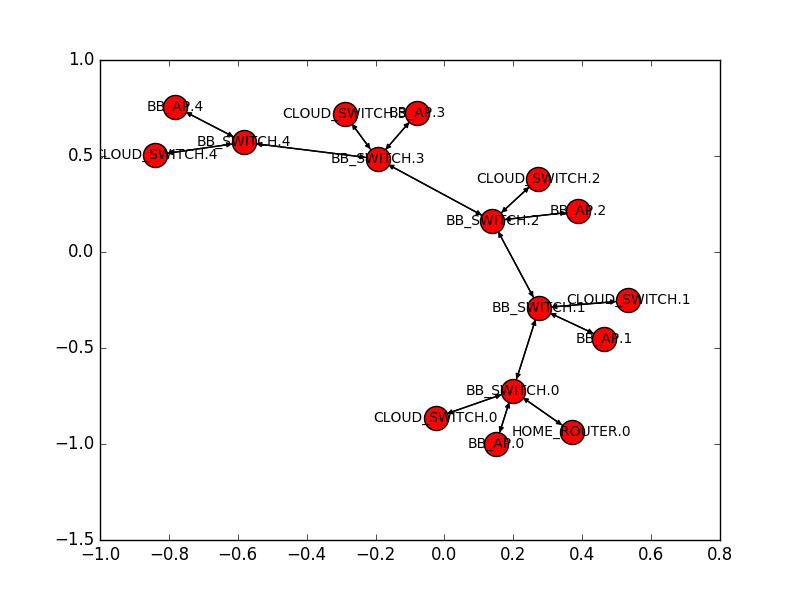 1.0
BB_AP.4
CLOUD_SWITCH.3
BB_AP.3
BB_SWITCH.4
CLOUD_SWITCH.4
BB_SWITCH.3
0.5
CLOUD_SWITCH.2
BB_AP.2
BB_SWITCH.2
0.0
CLOUD_SWITCH.1
BB_SWITCH.1
BB_AP.1
−0.5
BB_SWITCH.0
CLOUD_SWITCH.0
HOME_ROUTER.0
BB_AP.0
−1.0
−1.5
−1.0 −0.8 −0.6 −0.4 −0.2 0.0 0.2 0.4 0.6 0.8